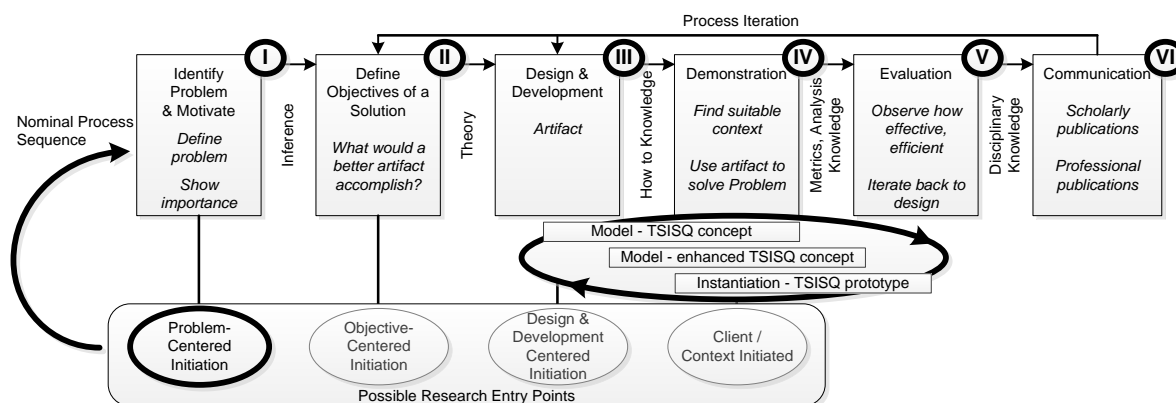 Process Iteration
I
II
III
IV
V
VI
Nominal Process
Sequence
Identify
Problem
& Motivate
Define
problem
Show
importance
Inference
Define
Objectives of a
Solution
What would a
better artifact
accomplish?
Theory
Design &
Development
Artifact
How to Knowledge
Demonstration
Find suitable
context
Use artifact to
solve Problem
Metrics, Analysis
Knowledge
Evaluation
Observe how
effective,
efficient
Iterate back to
design
Disciplinary
Knowledge
Communication
Scholarly
publications
Professional
publications
Model - TSISQ concept
Model - enhanced TSISQ concept
Instantiation - TSISQ prototype
Problem-
Centered
Initiation
Objective-
Centered
Initiation
Design &
Development
Centered
Initiation
Client /
Context Initiated
Possible Research Entry Points